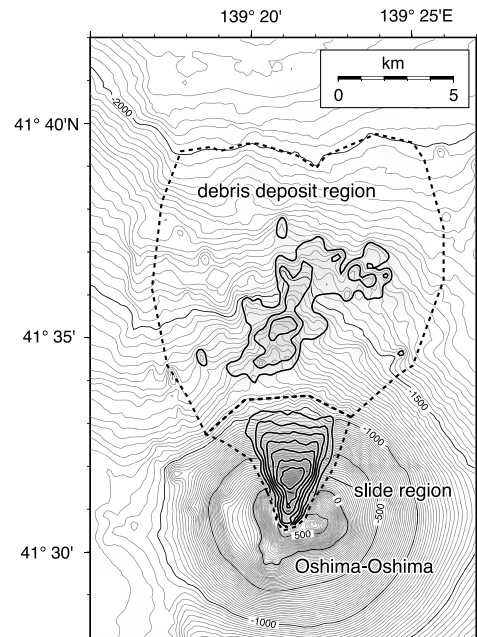 139° 20'
139° 25'E
km
0
5
-2000
41° 40'N
debris deposit region
41° 35'
-1500
-1000
slide region
0
-500
500
41° 30'
Oshima-Oshima
-1000